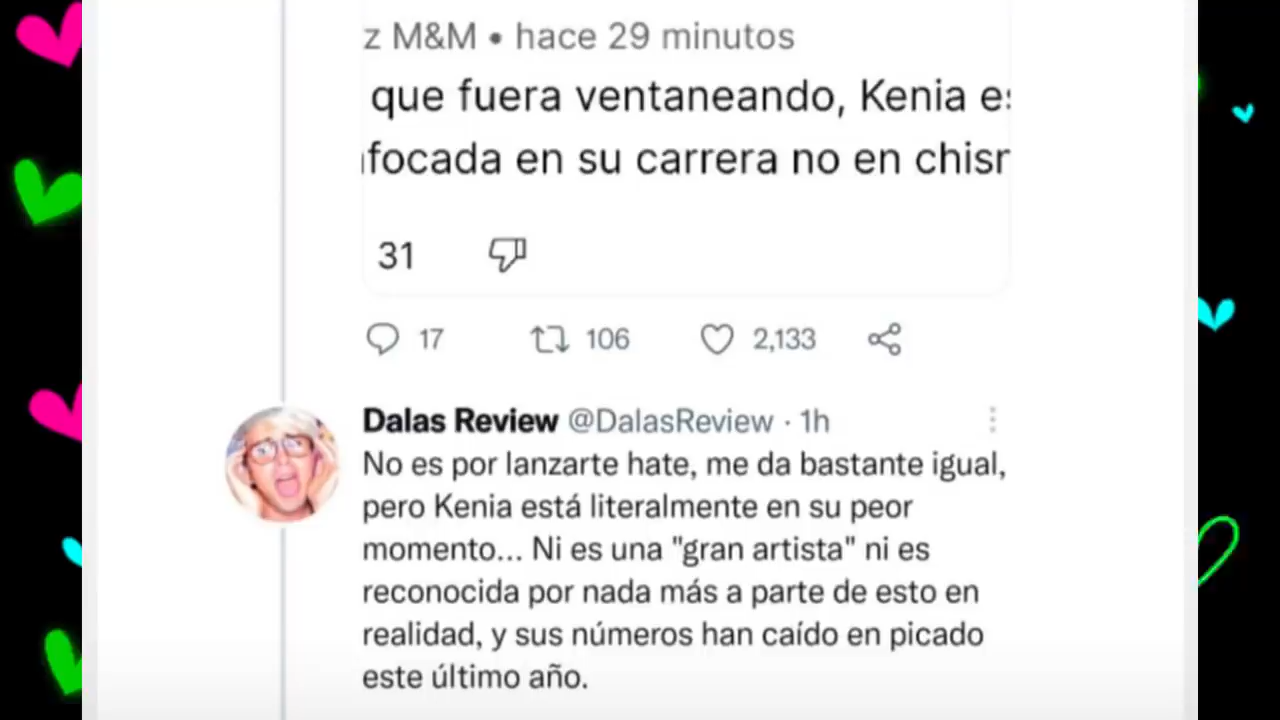 z M&M • hace 29 minutos
que fuera ventaneando, Kenia
en su carrera no en
31
17 106 2,133
Dalas Review @DalasReview · 1h
No es por lanzarte hate, me da bastante igual,
pero Kenia está literalmente en su peor
momento... Ni es una "gran artista" ni es
reconocida por nada más a parte de esto en
realidad, y sus números han caído en picado
este último año.